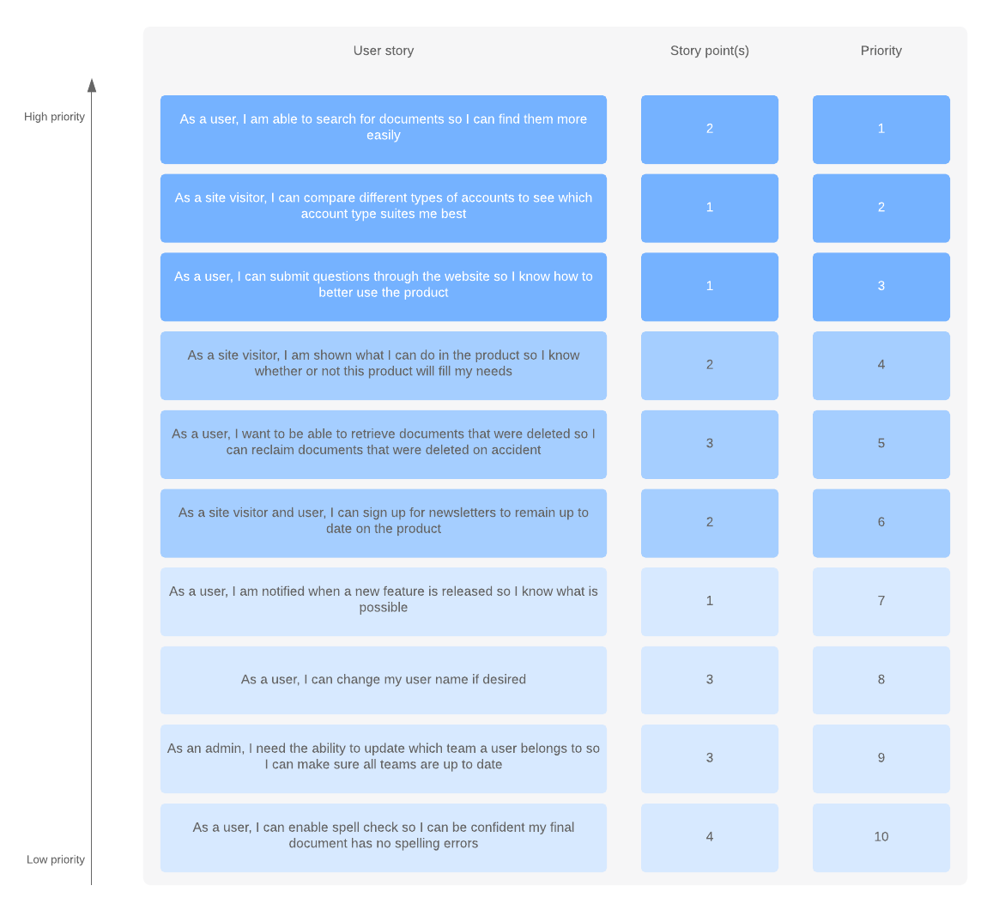 User story
Story point(s)
Priority
High priority
As a user, I am able to search for documents so I can find them more
easily
2
1
As a site visitor, I can compare different types of accounts to see which
account type suites me best
1
2
As a user, I can submit questions through the website so I know how to
better use the product
1
3
As a site visitor, I am shown what I can do in the product so I know
whether or not this product will fill my needs
2
4
As a user, I want to be able to retrieve documents that were deleted so I
can reclaim documents that were deleted on accident
3
5
As a site visitor and user, I can sign up for newsletters to remain up to
date on the product
2
6
As a user, I am notified when a new feature is released so I know what is
possible
1
7
As a user, I can change my user name if desired
3
8
As an admin, I need the ability to update which team a user belongs to so
I can make sure all teams are up to date
3
9
As a user, I can enable spell check so I can be confident my final
document has no spelling errors
4
10
Low priority